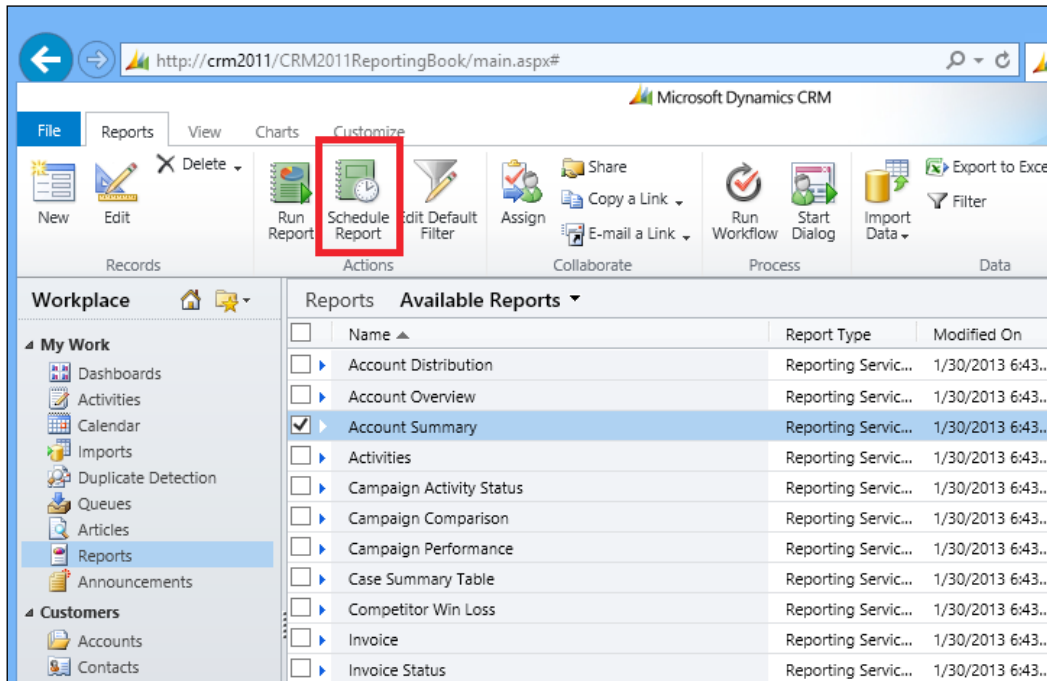 http://crm2011/CRM2011ReportingBook/main.aspx#
Microsoft Dynamics CRM
File Reports View Charts Customize
New
Edit
Delete
Records
Run Report
Schedule Report
Edit Default Filter
Actions
Assign
Share
Copy a Link
E-mail a Link
Collaborate
Run Workflow
Start Dialog
Process
Import Data
Export to Exce
Filter
Data
Workplace
My Work
Dashboards
Activities
Calendar
Imports
Duplicate Detection
Queues
Articles
Reports
Announcements
Customers
Accounts
Contacts
Reports Available Reports
Name Report Type Modified On
Account Distribution Reporting Servic... 1/30/2013 6:43..
Account Overview Reporting Servic... 1/30/2013 6:43..
Account Summary Reporting Servic... 1/30/2013 6:43..
Activities Reporting Servic... 1/30/2013 6:43..
Campaign Activity Status Reporting Servic... 1/30/2013 6:43..
Campaign Comparison Reporting Servic... 1/30/2013 6:43..
Campaign Performance Reporting Servic... 1/30/2013 6:43..
Case Summary Table Reporting Servic... 1/30/2013 6:43..
Competitor Win Loss Reporting Servic... 1/30/2013 6:43..
Invoice Reporting Servic... 1/30/2013 6:43..
Invoice Status Reporting Servic... 1/30/2013 6:43..